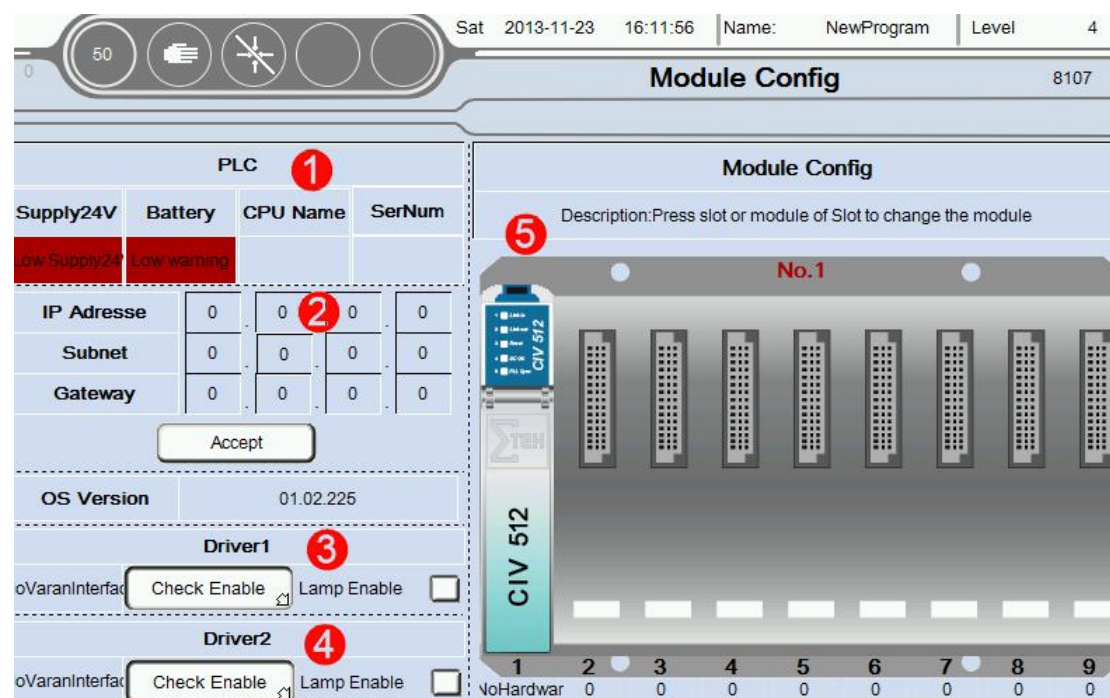 Sat 2013-11-23 16:11:56 Name: NewProgram Level 4
50
0
Module Config 8107
PLC 1
Supply24V Battery CPU Name SerNum
Low Supply24 Low warning
IP Adresse 0 . 0 . 0 . 0
2
Subnet 0 . 0 . 0 . 0
Gateway 0 . 0 . 0 . 0
Accept
OS Version 01.02.225
Driver1 3
oVaranInterfac Check Enable Lamp Enable
Driver2 4
oVaranInterfac Check Enable Lamp Enable
Module Config
Description:Press slot or module of Slot to change the module
5
No.1
CIV 512
CIV 512
1 2 3 4 5 6 7 8 9
NoHardwar 0 0 0 0 0 0 0 0